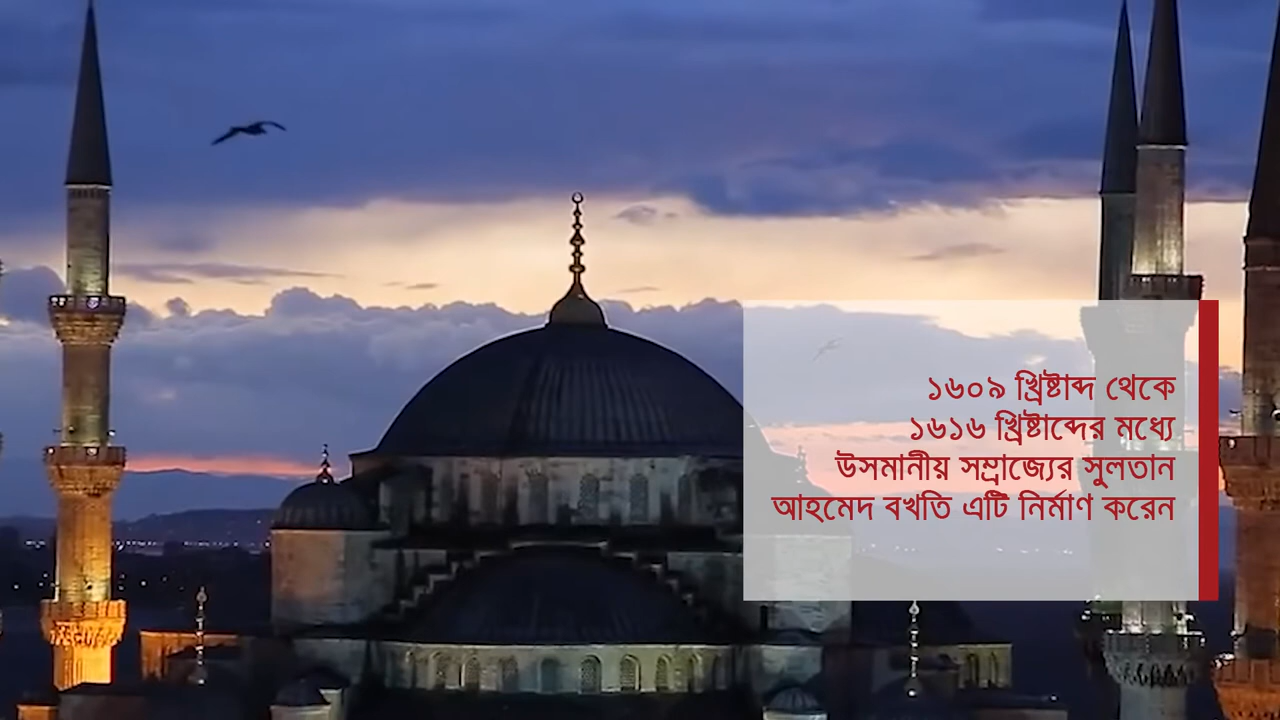 ১৬০৯ খ্রিষ্টাব্দ থেকে
১৬১৬ খ্রিষ্টাব্দের মধ্যে
উসমানীয় সম্রাজ্যের সুলতান
আহমেদ বখতি এটি নির্মাণ করেন